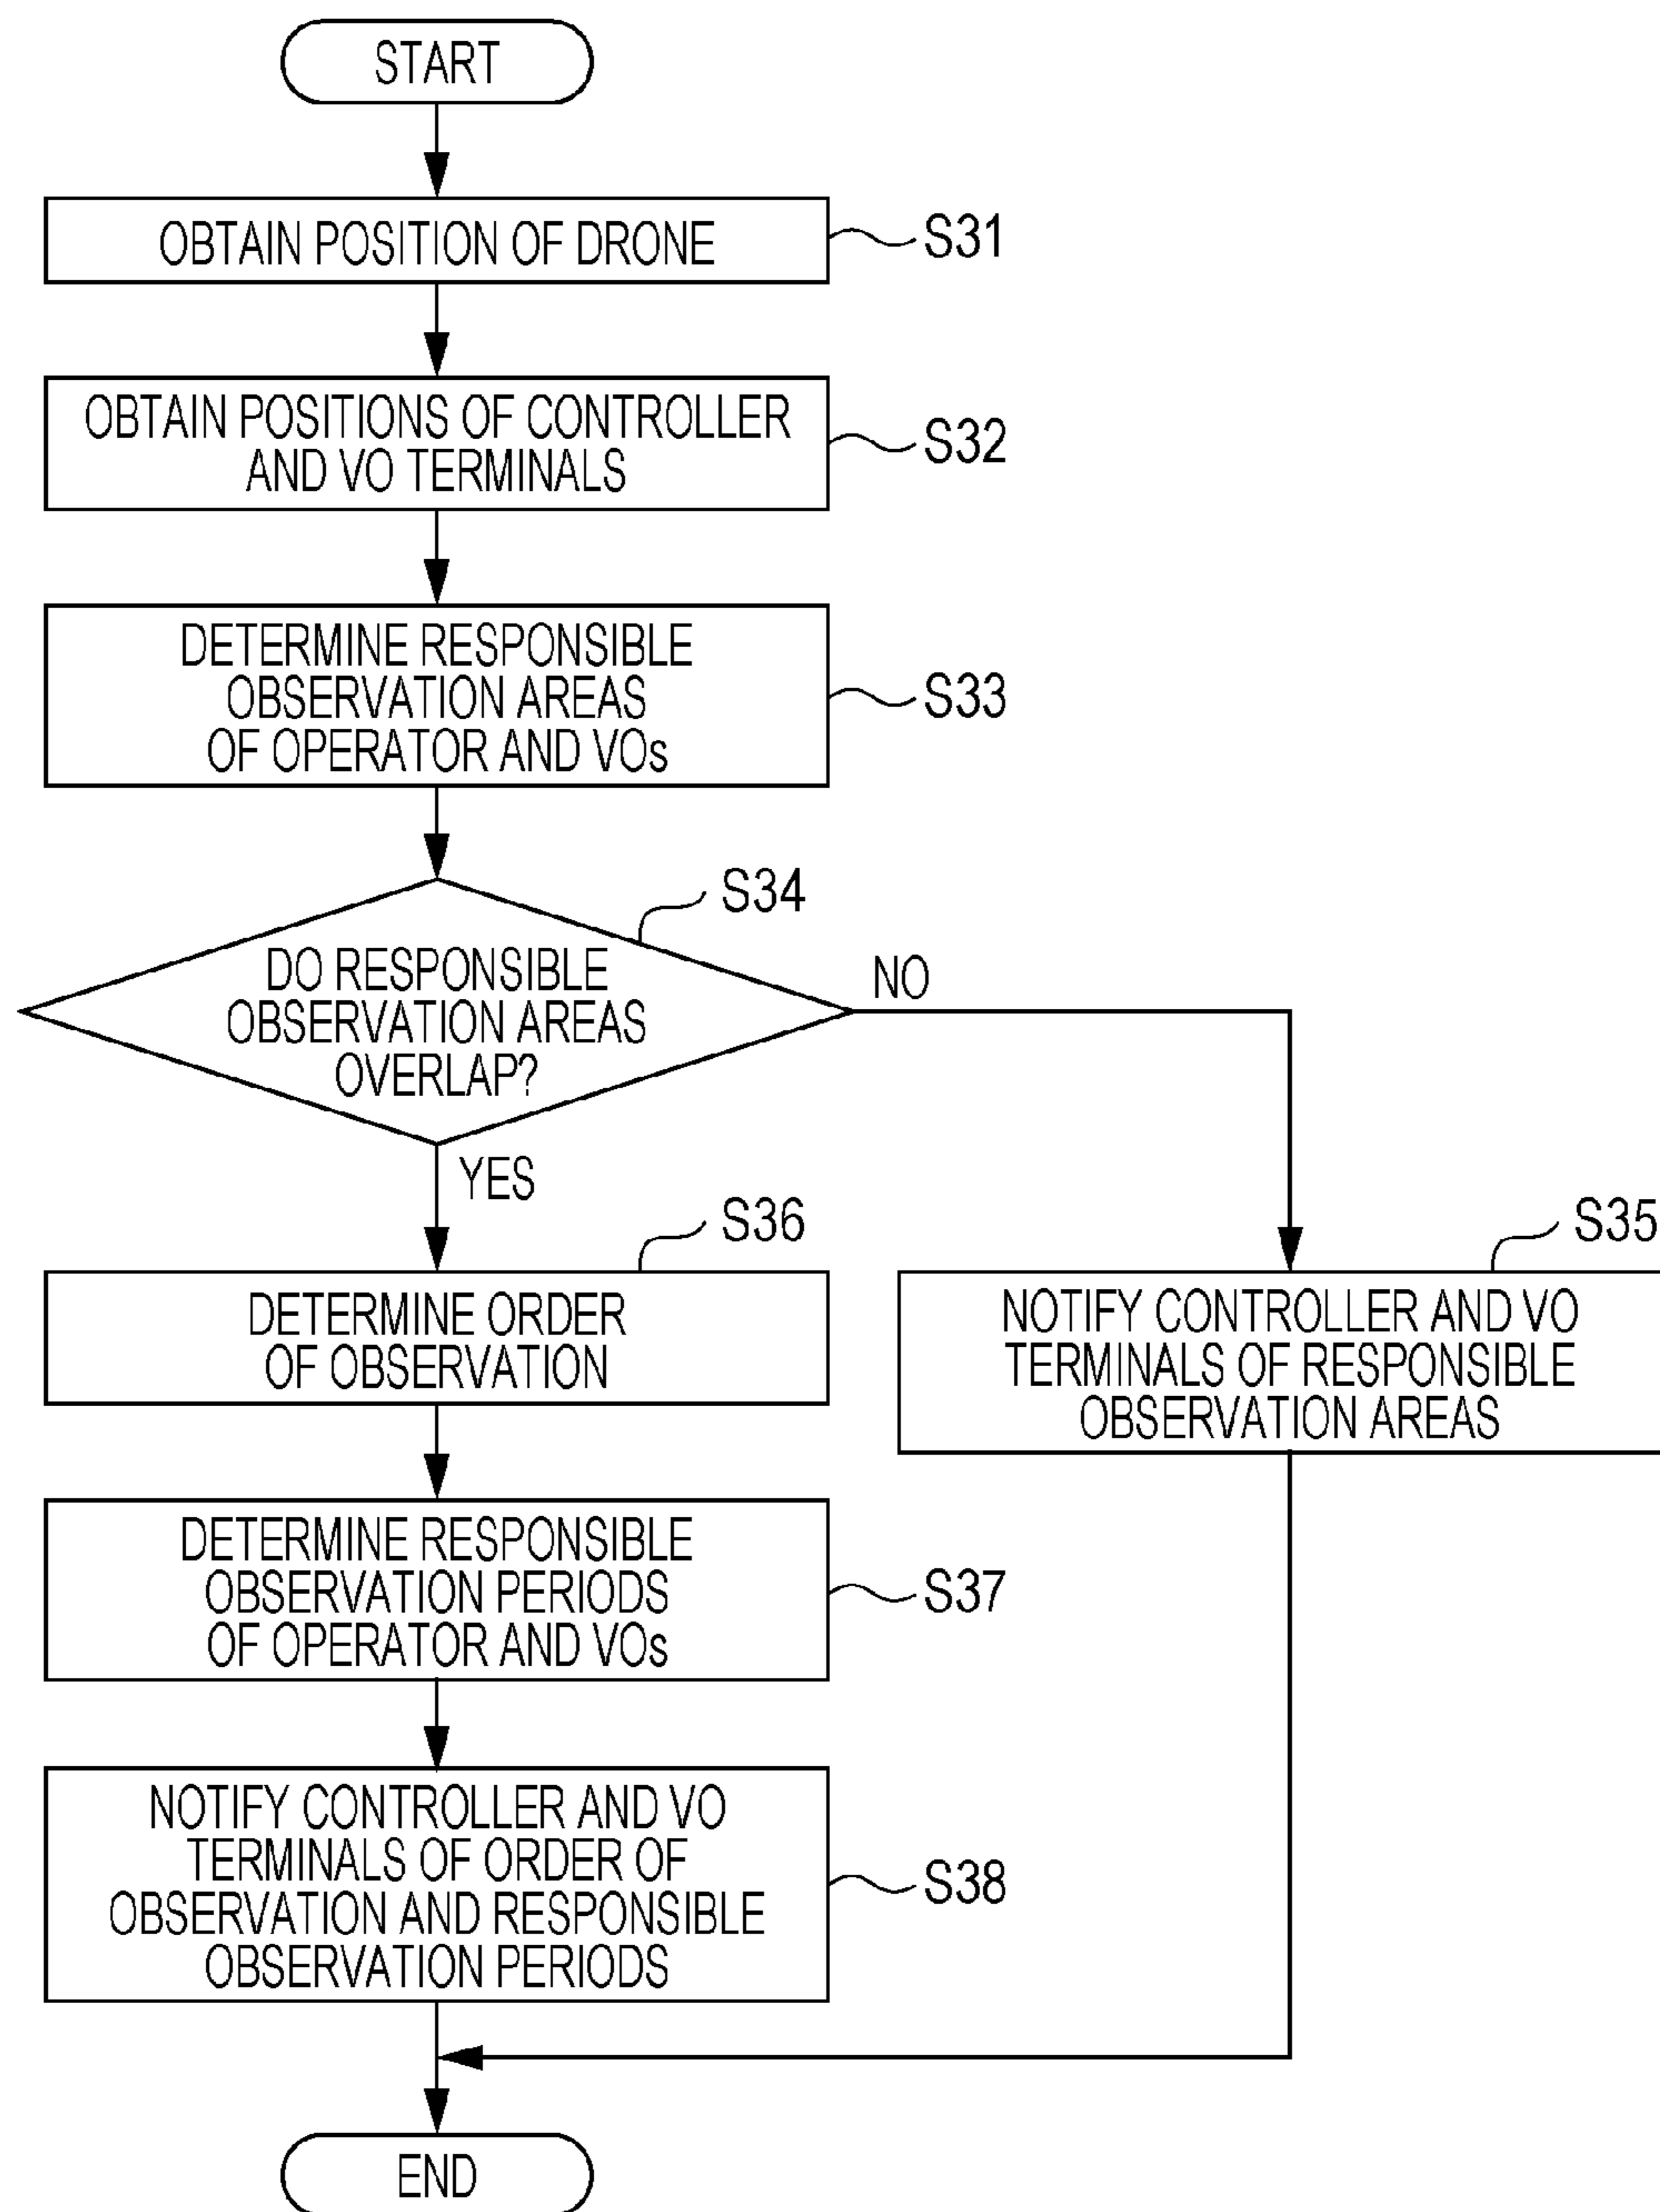 START
OBTAIN POSITION OF DRONE
S31
OBTAIN POSITIONS OF CONTROLLER
AND VO TERMINALS
S32
DETERMINE RESPONSIBLE
OBSERVATION AREAS
OF OPERATOR AND VOs
S33
S34
DO RESPONSIBLE
OBSERVATION AREAS
OVERLAP?
NO
YES
S36
DETERMINE ORDER
OF OBSERVATION
S35
NOTIFY CONTROLLER AND VO
TERMINALS OF RESPONSIBLE
OBSERVATION AREAS
DETERMINE RESPONSIBLE
OBSERVATION PERIODS
OF OPERATOR AND VOs
S37
NOTIFY CONTROLLER AND VO
TERMINALS OF ORDER OF
OBSERVATION AND RESPONSIBLE
OBSERVATION PERIODS
S38
END